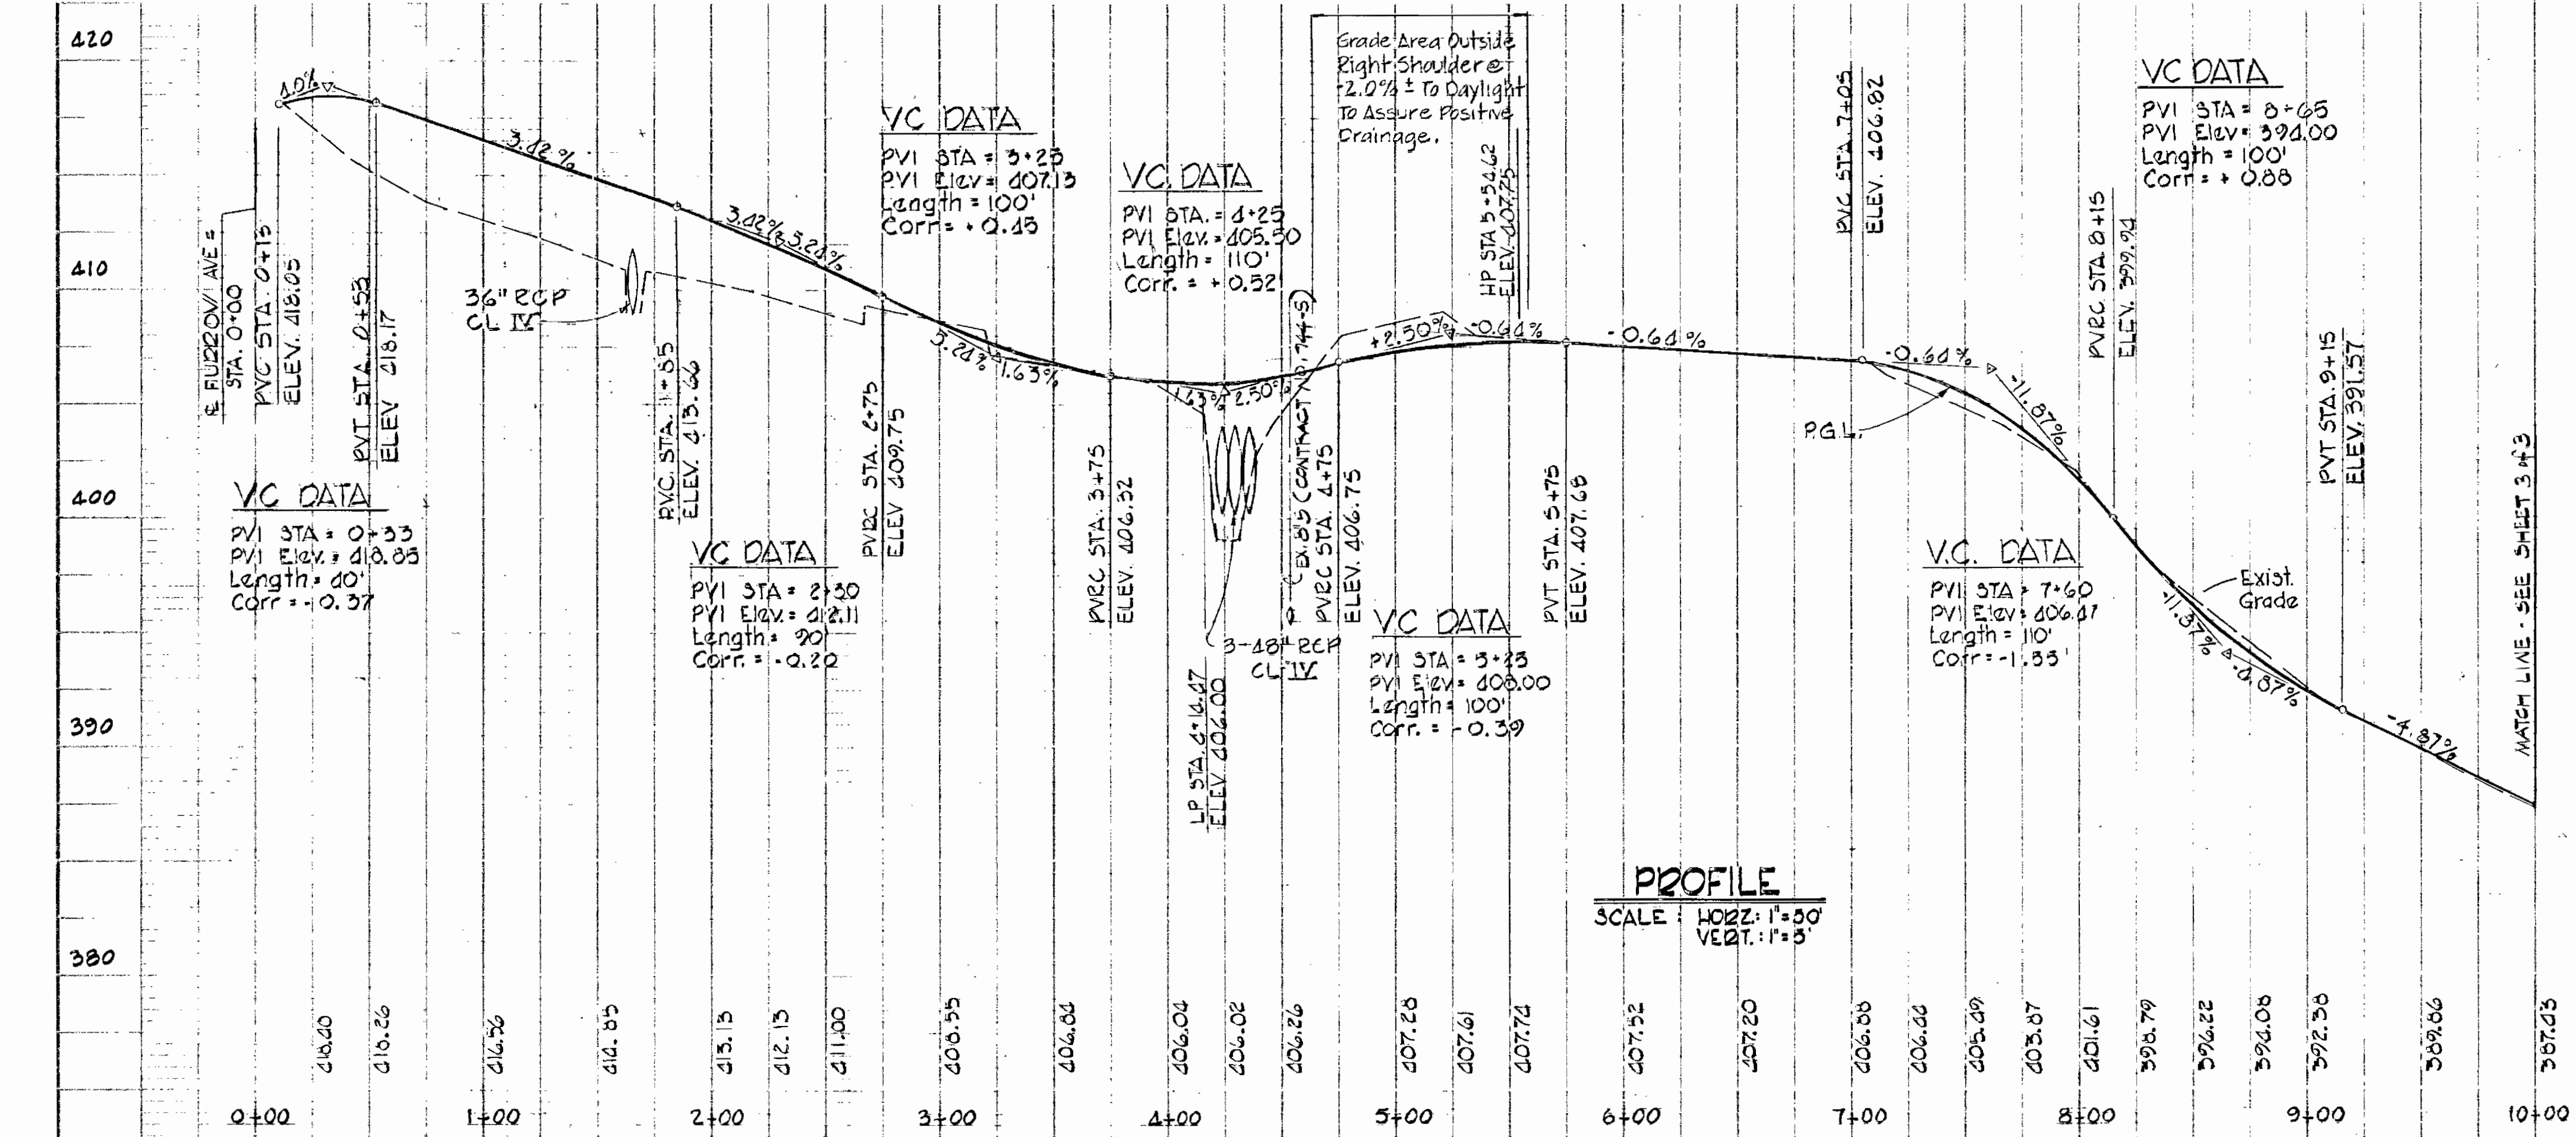 420
410
400
390
380
4.0%
℄ FURROW AVE =
STA. 0+00
PVC STA. 0+13
ELEV. 418.05
PVT STA. 0+53
ELEV 418.17
VC DATA
PVI STA = 0+33
PVI Elev. = 418.85
Length = 40'
Corr = -0.37
-3.42%
36" RCP
CL IV
PVC STA. 1+85
ELEV. 413.66
-3.42%
-5.24%
VC DATA
PVI STA = 2+30
PVI Elev. = 412.11
Length = 90'
Corr. = -0.20
PVRC STA. 2+75
ELEV 409.75
VC DATA
PVI STA = 3+25
PVI Elev = 407.13
Length = 100'
Corr = + 0.45
5.24%
1.63%
PVRC STA. 3+75
ELEV. 406.32
VC. DATA
PVI STA. = 4+25
PVI Elev. = 405.50
Length = 110'
Corr. = + 0.52
1.63%
2.50%
LP STA. 4+14.47
ELEV. 406.00
3-48" RCP
CL IV
EX. 8" S (CONTRACT NO. 744-S)
PVRC STA. 4+75
ELEV. 406.75
Grade Area Outside
Right Shoulder @
-2.0% ± To Daylight
To Assure Positive
Drainage.
+2.50%
-0.64%
HP STA 5+54.62
ELEV. 407.75
VC DATA
PVI STA = 5+25
PVI Elev = 408.00
Length = 100'
Corr. = -0.39
PVT STA. 5+75
ELEV. 407.68
-0.64%
PVC STA. 7+05
ELEV. 406.82
-0.64%
-11.87%
P.G.L.
V.C. DATA
PVI STA = 7+60
PVI Elev = 406.47
Length = 110'
Corr = -1.55'
PVRC STA. 8+15
ELEV. 399.94
VC DATA
PVI STA = 8+65
PVI Elev = 394.00
Length = 100'
Corr = + 0.88
Exist.
Grade
-11.87%
-4.87%
PVT STA. 9+15
ELEV. 391.57
-4.87%
MATCH LINE - SEE SHEET 3 of 3
PROFILE
SCALE : HORZ.: 1"=50'
VERT.: 1"=5'
418.40
418.26
416.56
414.85
413.13
412.13
411.00
408.55
406.84
406.04
406.02
406.26
407.28
407.61
407.74
407.52
407.20
406.88
406.44
405.49
403.87
401.61
398.79
396.22
394.08
392.38
389.86
387.43
0+00
1+00
2+00
3+00
4+00
5+00
6+00
7+00
8+00
9+00
10+00